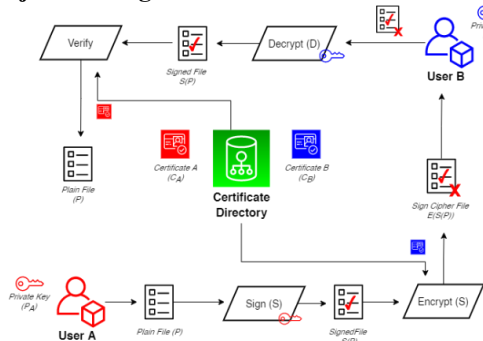 Verify
Signed File
S(P)
Decrypt (D)
User B
Plain File
(P)
Certificate A
(CA)
Certificate B
(CB)
Certificate
Directory
Sign Cipher File
E(S(P))
Private Key
(PA)
User A
Plain File (P)
Sign (S)
SignedFile
Encrypt (S)